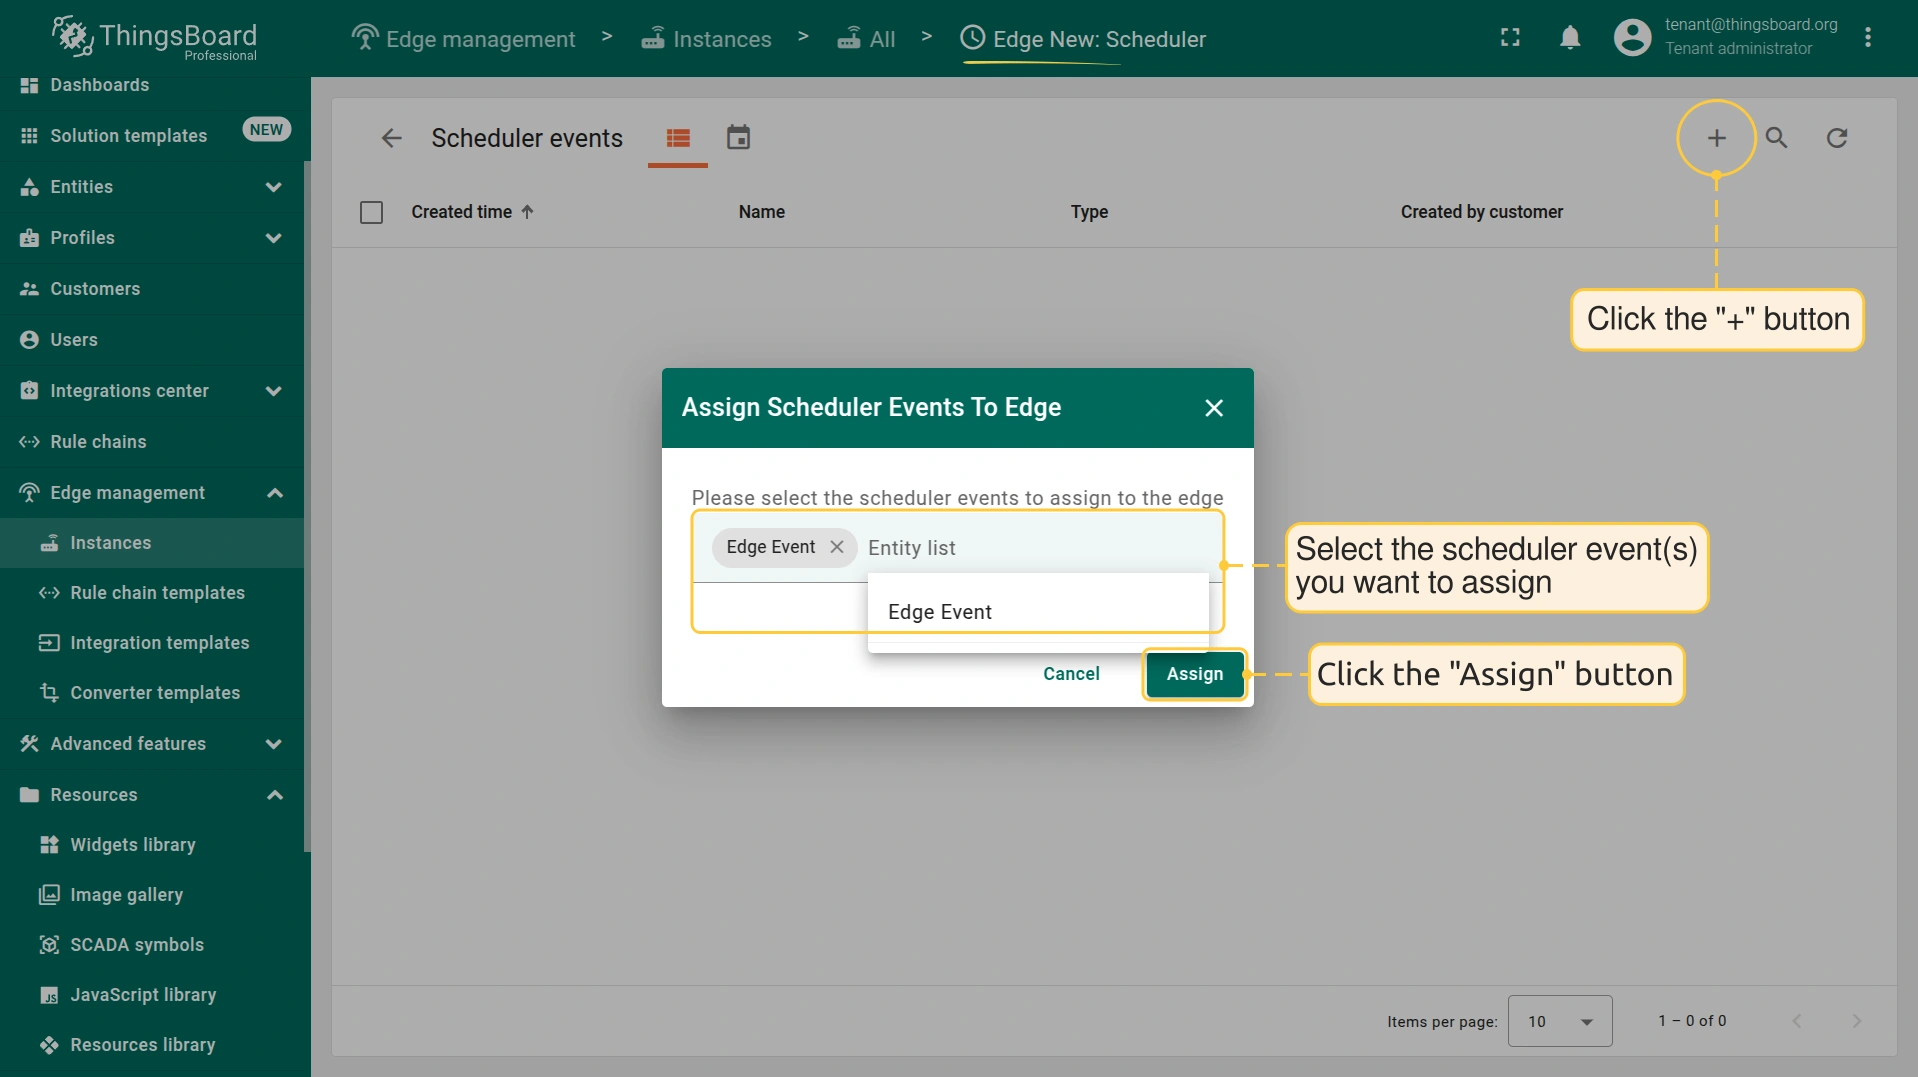 ThingsBoard
Professional
Edge management > Instances > All > Edge New: Scheduler
tenant@thingsboard.org
Tenant administrator
Dashboards
Solution templates NEW
Entities
Profiles
Customers
Users
Integrations center
Rule chains
Edge management
Instances
Rule chain templates
Integration templates
Converter templates
Advanced features
Resources
Widgets library
Image gallery
SCADA symbols
JavaScript library
Resources library
Scheduler events
Created time Name Type Created by customer
Click the "+" button
Assign Scheduler Events To Edge
Please select the scheduler events to assign to the edge
Edge Event Entity list
Edge Event
Cancel Assign
Select the scheduler event(s)
you want to assign
Click the "Assign" button
Items per page: 10 1 – 0 of 0